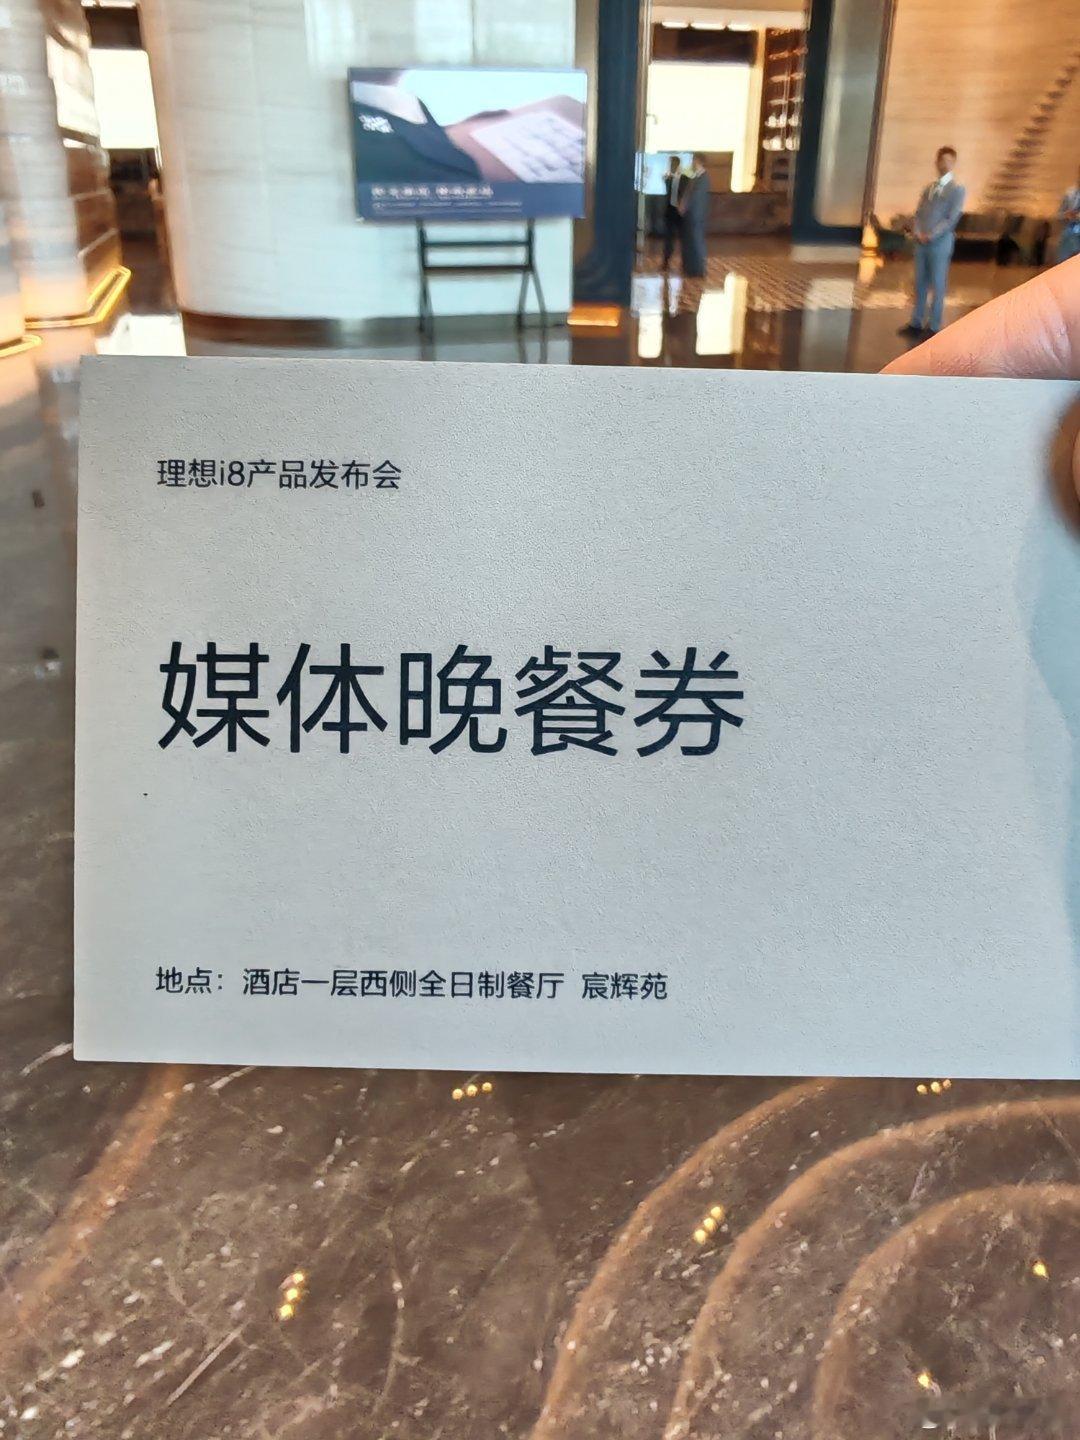 理想i8产品发布会
媒体晚餐券
地点：酒店一层西侧全日制餐厅 宸辉苑